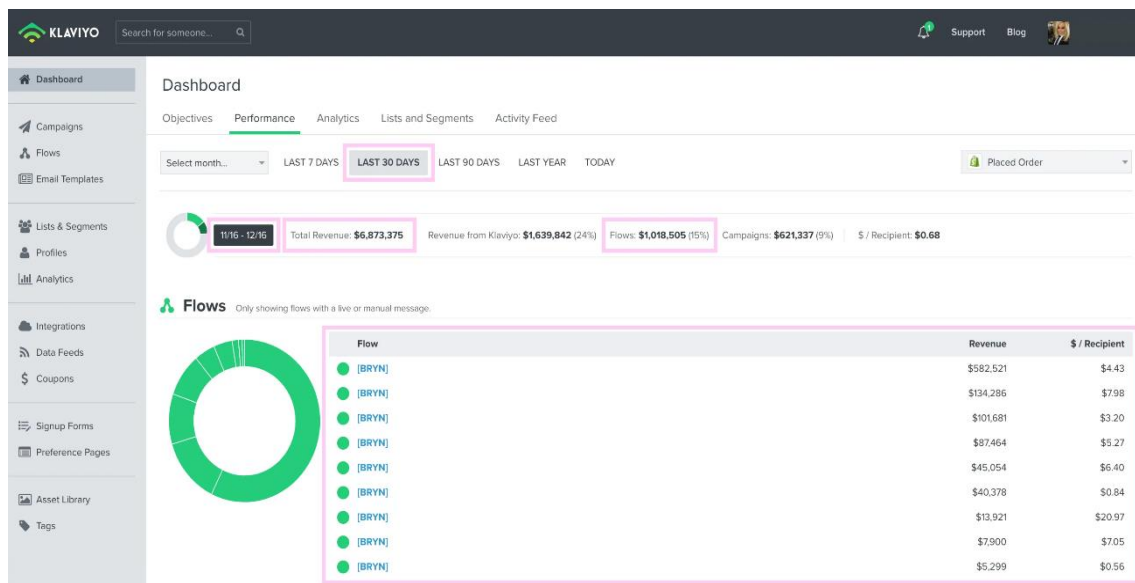 KLAVIYO Search for someone... 1 Support Blog
Dashboard
Campaigns
Flows
Email Templates
Lists & Segments
Profiles
Analytics
Integrations
Data Feeds
$ Coupons
Signup Forms
Preference Pages
Asset Library
Tags
Dashboard
Objectives Performance Analytics Lists and Segments Activity Feed
Select month... LAST 7 DAYS LAST 30 DAYS LAST 90 DAYS LAST YEAR TODAY Placed Order
11/16 - 12/16 Total Revenue: $6,873,375 Revenue from Klaviyo: $1,639,842 (24%) Flows: $1,018,505 (15%) Campaigns: $621,337 (9%) $ / Recipient: $0.68
Flows Only showing flows with a live or manual message.
Flow Revenue $ / Recipient
[BRYN] $582,521 $4.43
[BRYN] $134,286 $7.98
[BRYN] $101,681 $3.20
[BRYN] $87,464 $5.27
[BRYN] $45,054 $6.40
[BRYN] $40,378 $0.84
[BRYN] $13,921 $20.97
[BRYN] $7,900 $7.05
[BRYN] $5,299 $0.56